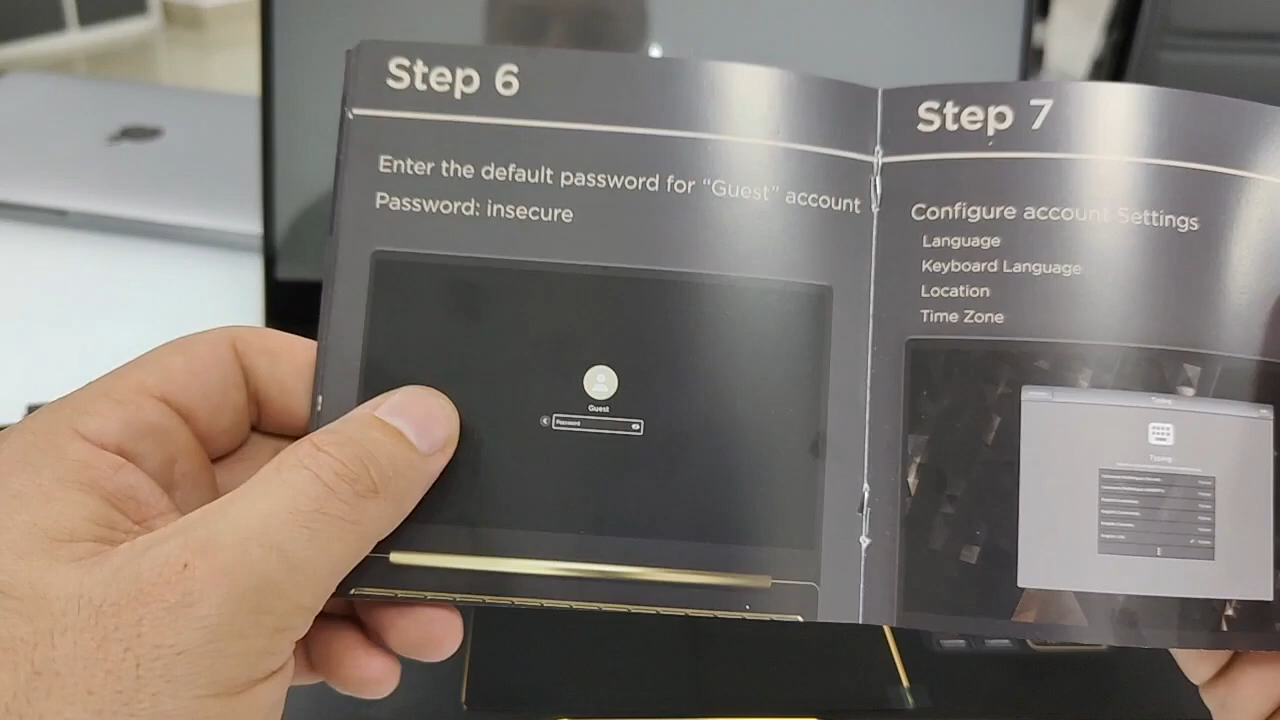 Step 6
Enter the default password for “Guest” account
Password: insecure
Guest
Password
Step 7
Configure account Settings
Language
Keyboard Language
Location
Time Zone
Typing
Typing